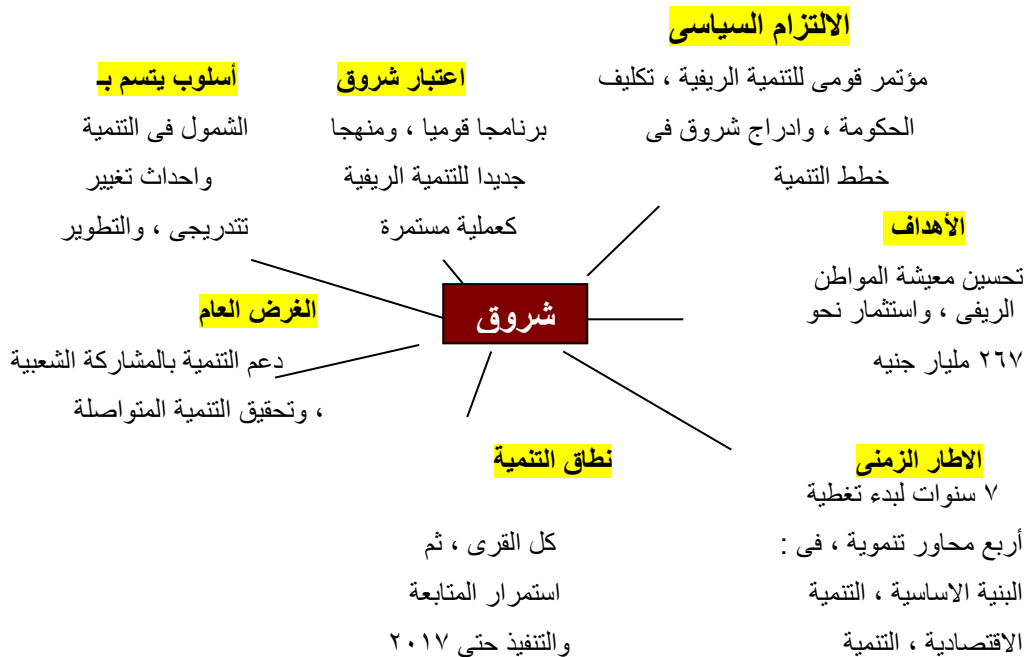 الالتزام السياسى
مؤتمر قومى للتنمية الريفية ، تكليف
الحكومة ، وادراج شروق فى
خطط التنمية
اعتبار شروق
برنامجا قوميا ، ومنهجا
جديدا للتنمية الريفية
كعملية مستمرة
أسلوب يتسم بـ
الشمول فى التنمية
واحداث تغيير
تتدريجى ، والتطوير
الأهداف
تحسين معيشة المواطن
الريفى ، واستثمار نحو
٢٦٧ مليار جنيه
شروق
الغرض العام
دعم التنمية بالمشاركة الشعبية
، وتحقيق التنمية المتواصلة
الاطار الزمنى
٧ سنوات لبدء تغطية
أربع محاور تنموية ، فى :
البنية الاساسية ، التنمية
الاقتصادية ، التنمية
نطاق التنمية
كل القرى ، ثم
استمرار المتابعة
والتنفيذ حتى ٢٠١٧